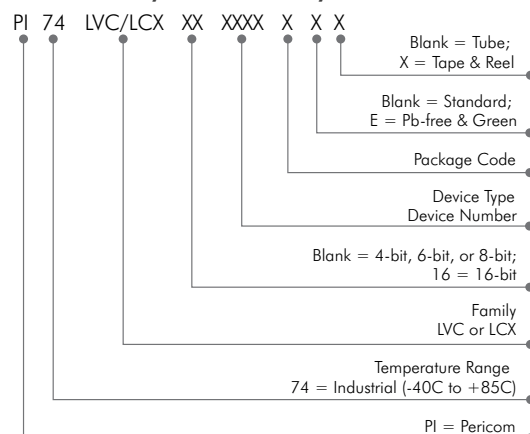 PI 74 LVC/LCX XX XXXX X X X
Blank = Tube;
X = Tape & Reel
Blank = Standard;
E = Pb-free & Green
Package Code
Device Type
Device Number
Blank = 4-bit, 6-bit, or 8-bit;
16 = 16-bit
Family
LVC or LCX
Temperature Range
74 = Industrial (-40C to +85C)
PI = Pericom